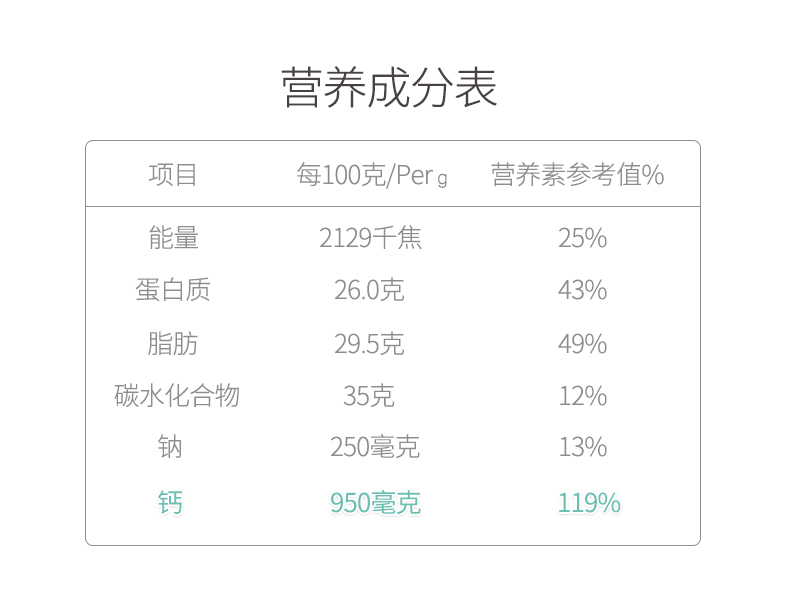 营养成分表
项目 每100克/Per g 营养素参考值%
能量 2129千焦 25%
蛋白质 26.0克 43%
脂肪 29.5克 49%
碳水化合物 35克 12%
钠 250毫克 13%
钙 950毫克 119%